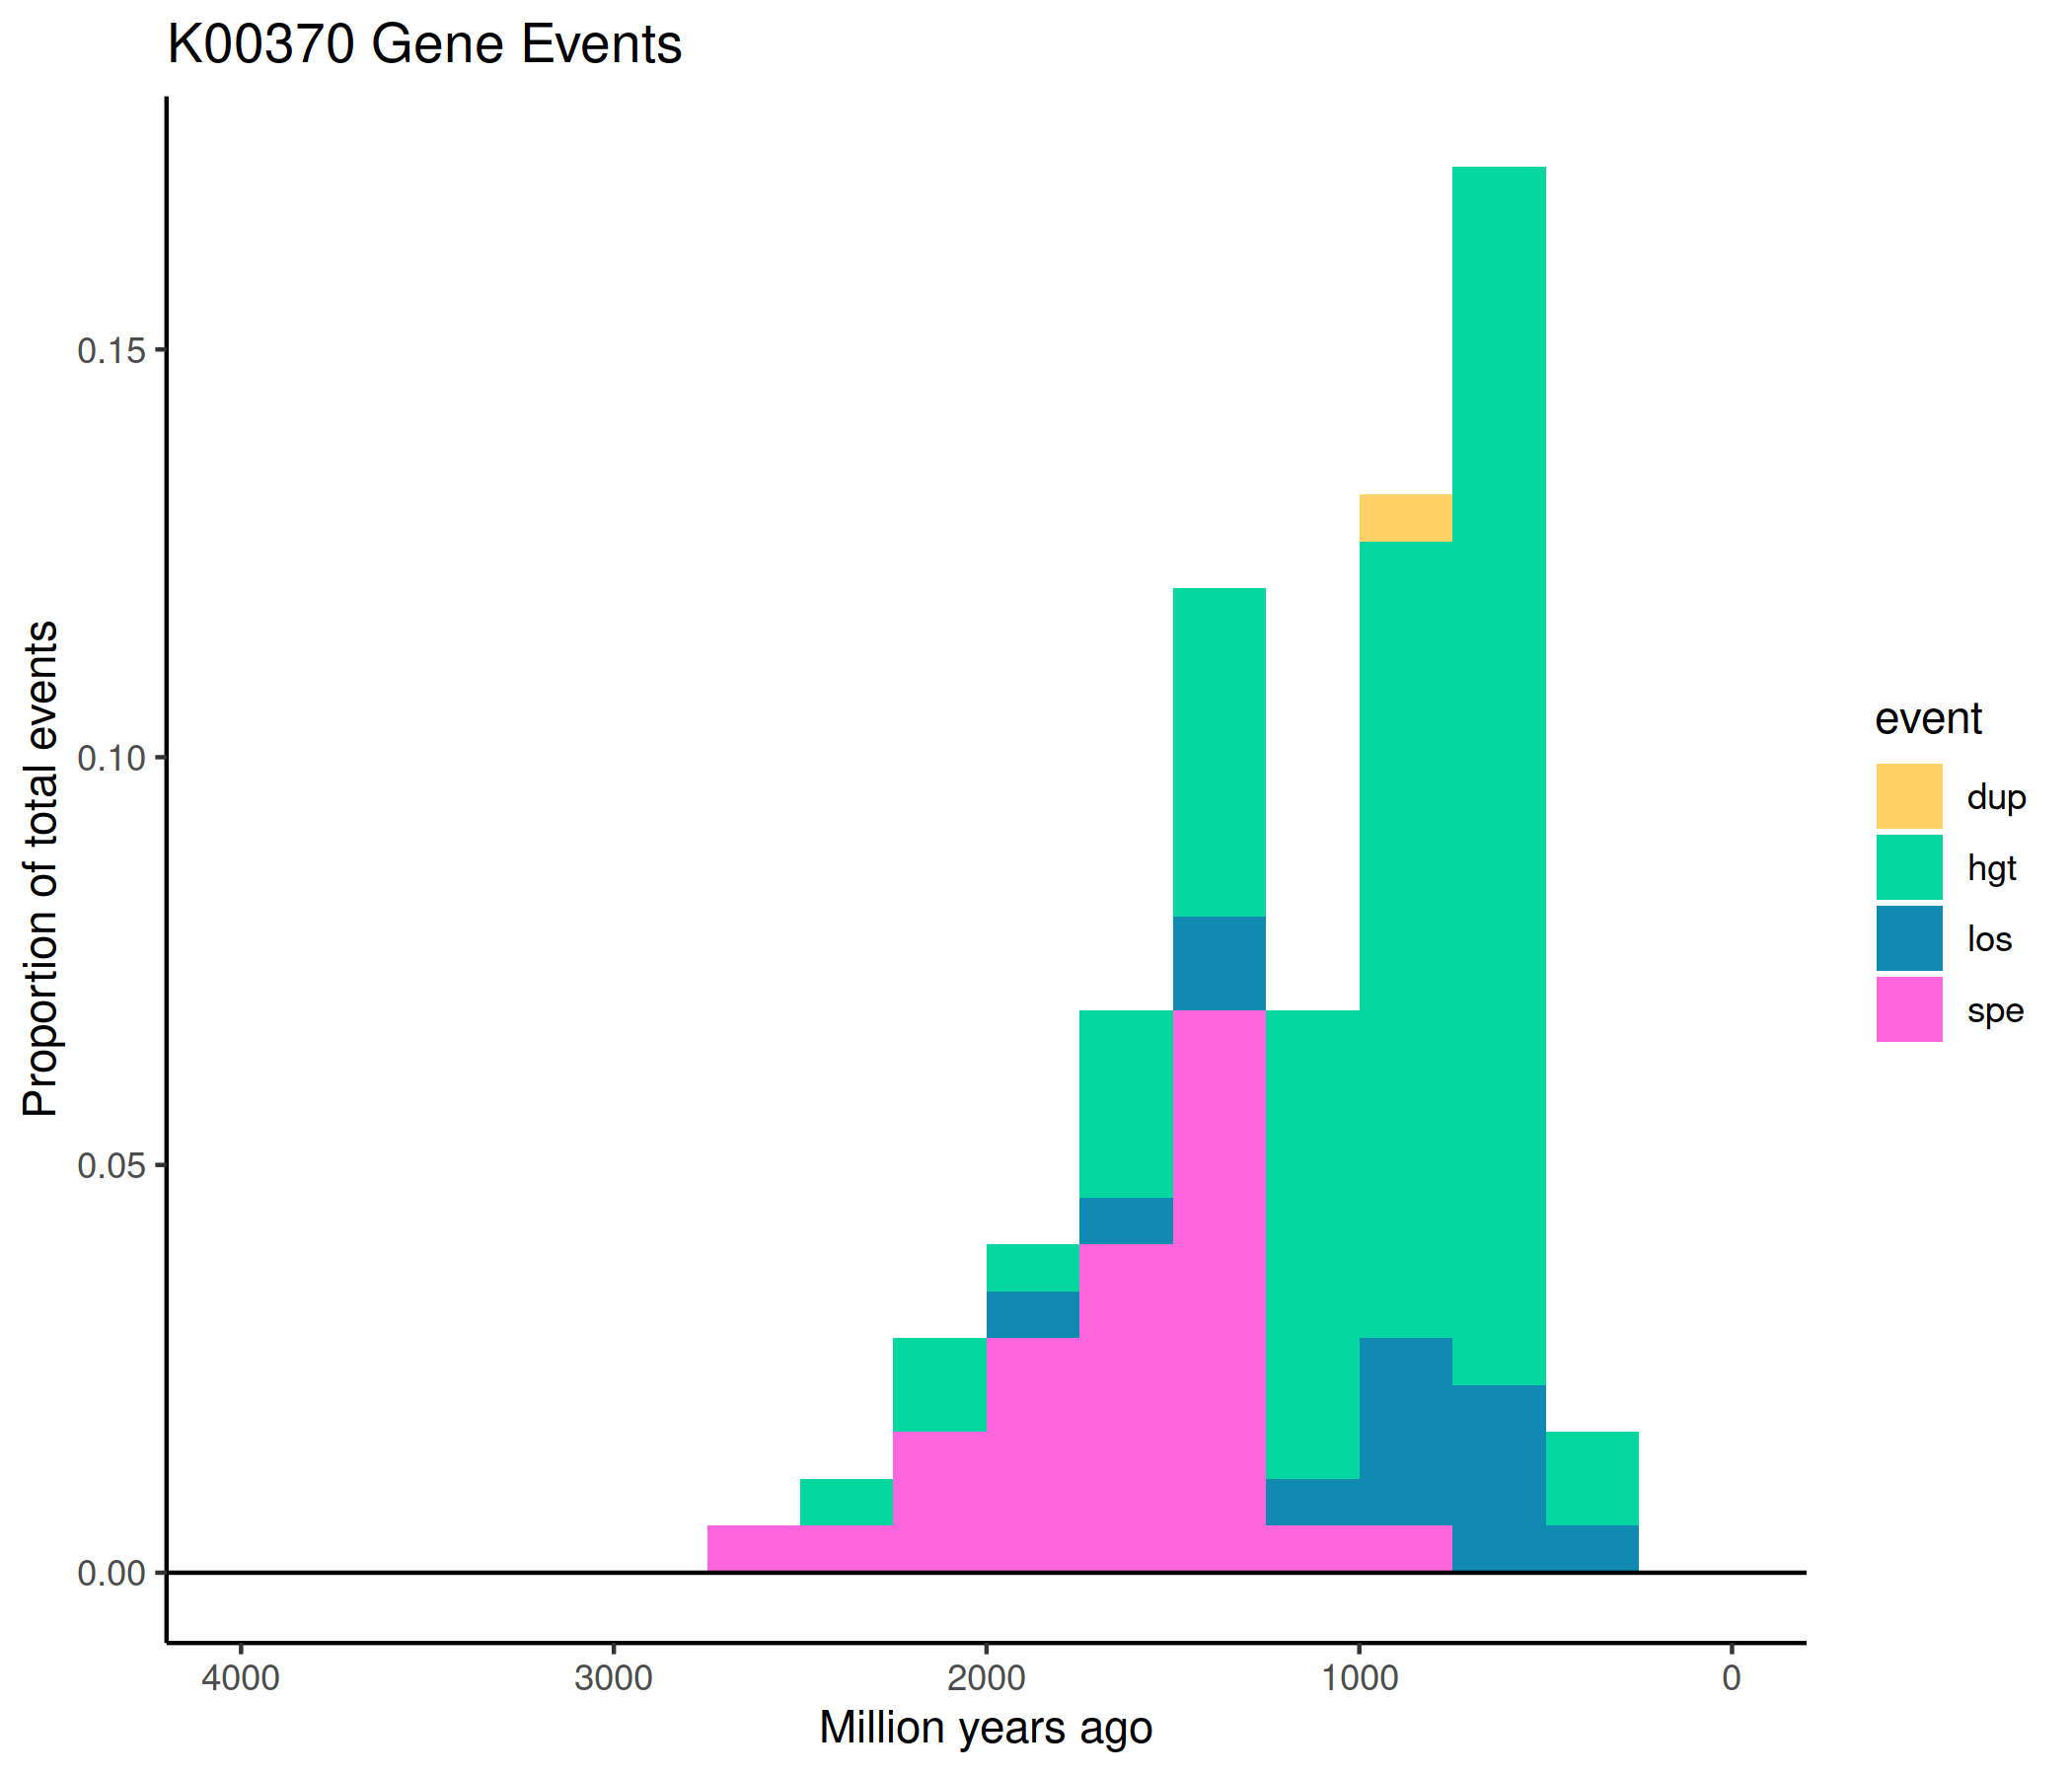 K00370 Gene Events
Proportion of total events
0.15
0.10
0.05
0.00
4000 3000 2000 1000 0
Million years ago
event
dup
hgt
los
spe